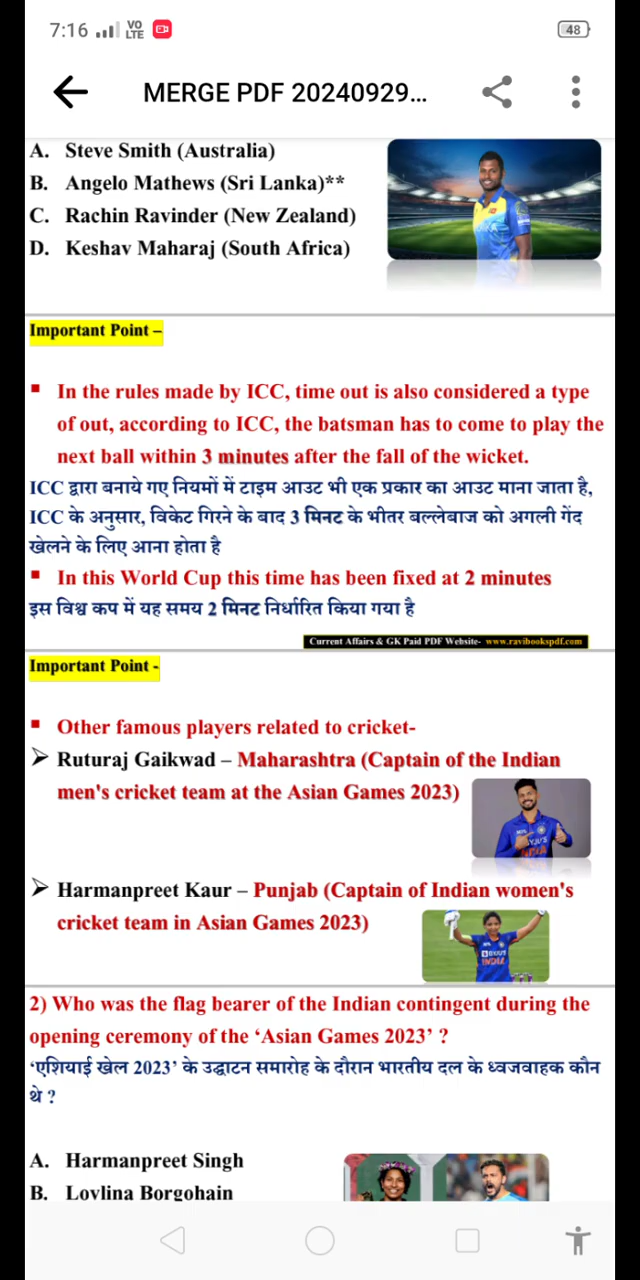 7:16 VO LTE 48
MERGE PDF 20240929...
A. Steve Smith (Australia)
B. Angelo Mathews (Sri Lanka)**
C. Rachin Ravinder (New Zealand)
D. Keshav Maharaj (South Africa)
Important Point –
▪ In the rules made by ICC, time out is also considered a type
of out, according to ICC, the batsman has to come to play the
next ball within 3 minutes after the fall of the wicket.
ICC द्वारा बनाये गए नियमों में टाइम आउट भी एक प्रकार का आउट माना जाता है,
ICC के अनुसार, विकेट गिरने के बाद 3 मिनट के भीतर बल्लेबाज को अगली गेंद
खेलने के लिए आना होता है
▪ In this World Cup this time has been fixed at 2 minutes
इस विश्व कप में यह समय 2 मिनट निर्धारित किया गया है
Current Affairs & GK Paid PDF Website- www.ravibookspdf.com
Important Point -
▪ Other famous players related to cricket-
➢ Ruturaj Gaikwad – Maharashtra (Captain of the Indian
men's cricket team at the Asian Games 2023)
➢ Harmanpreet Kaur – Punjab (Captain of Indian women's
cricket team in Asian Games 2023)
BYJU'S
INDIA
2) Who was the flag bearer of the Indian contingent during the
opening ceremony of the ‘Asian Games 2023’ ?
‘एशियाई खेल 2023’ के उद्घाटन समारोह के दौरान भारतीय दल के ध्वजवाहक कौन
थे ?
A. Harmanpreet Singh
B. Lovlina Borgohain